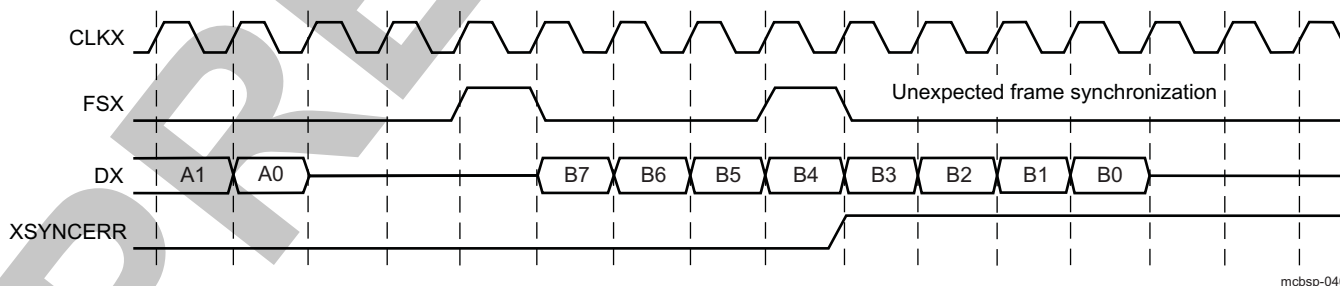 CLKX
FSX
Unexpected frame synchronization
DX
A1 A0 B7 B6 B5 B4 B3 B2 B1 B0
XSYNCERR